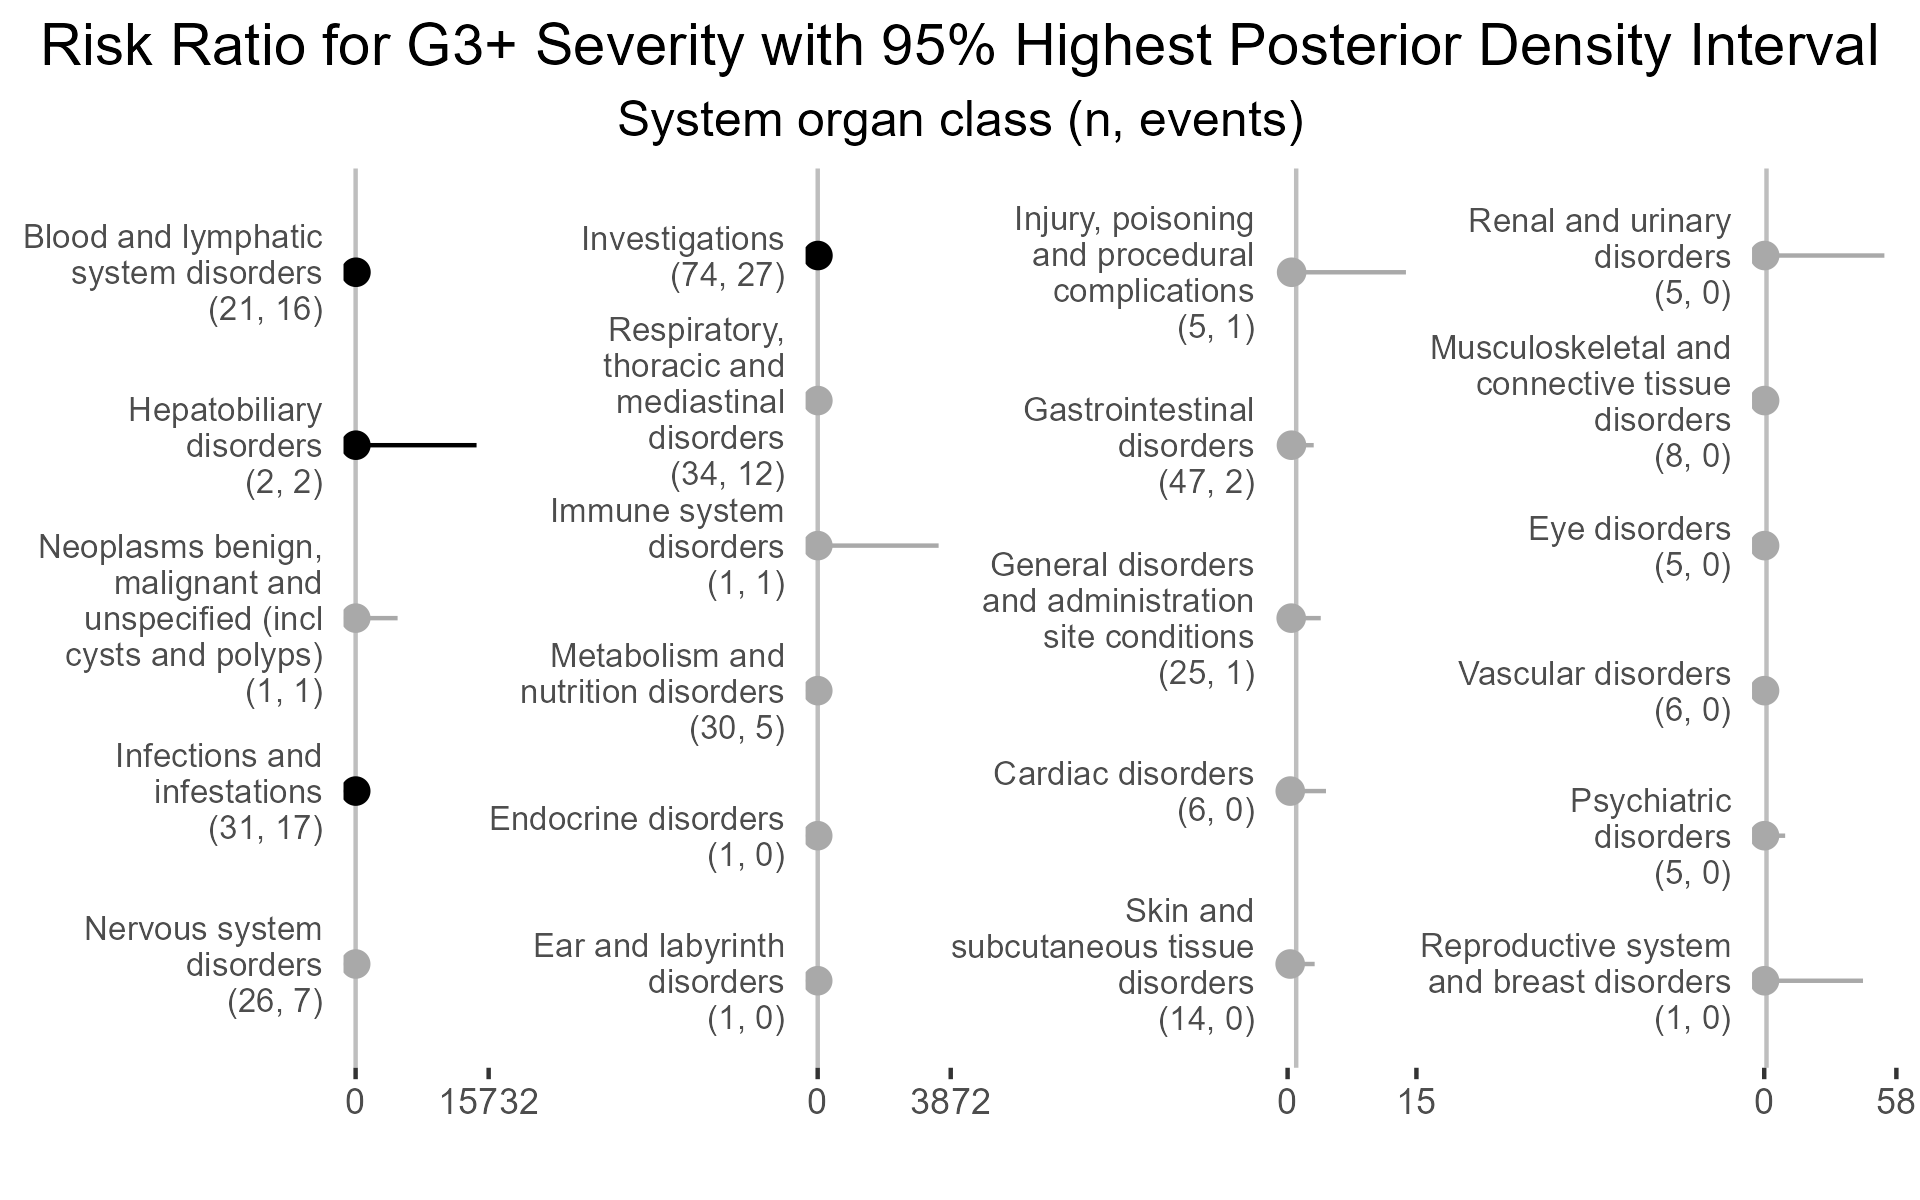 Risk Ratio for G3+ Severity with 95% Highest Posterior Density Interval
System organ class (n, events)
Blood and lymphatic
system disorders
(21, 16)
Hepatobiliary
disorders
(2, 2)
Neoplasms benign,
malignant and
unspecified (incl
cysts and polyps)
(1, 1)
Infections and
infestations
(31, 17)
Nervous system
disorders
(26, 7)
0
15732
Investigations
(74, 27)
Respiratory,
thoracic and
mediastinal
disorders
(34, 12)
Immune system
disorders
(1, 1)
Metabolism and
nutrition disorders
(30, 5)
Endocrine disorders
(1, 0)
Ear and labyrinth
disorders
(1, 0)
0
3872
Injury, poisoning
and procedural
complications
(5, 1)
Gastrointestinal
disorders
(47, 2)
General disorders
and administration
site conditions
(25, 1)
Cardiac disorders
(6, 0)
Skin and
subcutaneous tissue
disorders
(14, 0)
0
15
Renal and urinary
disorders
(5, 0)
Musculoskeletal and
connective tissue
disorders
(8, 0)
Eye disorders
(5, 0)
Vascular disorders
(6, 0)
Psychiatric
disorders
(5, 0)
Reproductive system
and breast disorders
(1, 0)
0
58